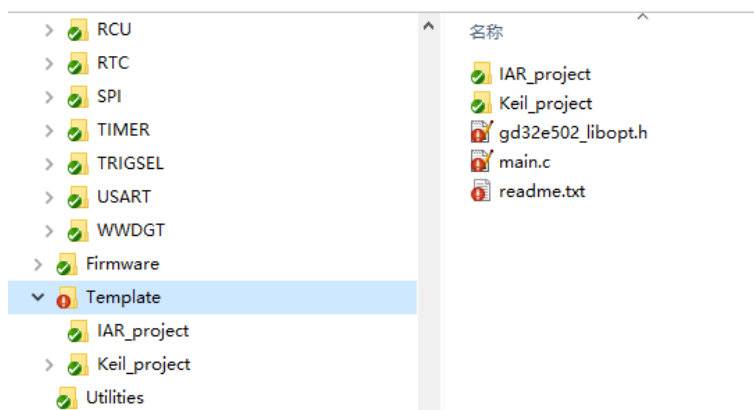 RCU
RTC
SPI
TIMER
TRIGSEL
USART
WWDGT
Firmware
Template
IAR_project
Keil_project
Utilities
名称
IAR_project
Keil_project
gd32e502_libopt.h
main.c
readme.txt